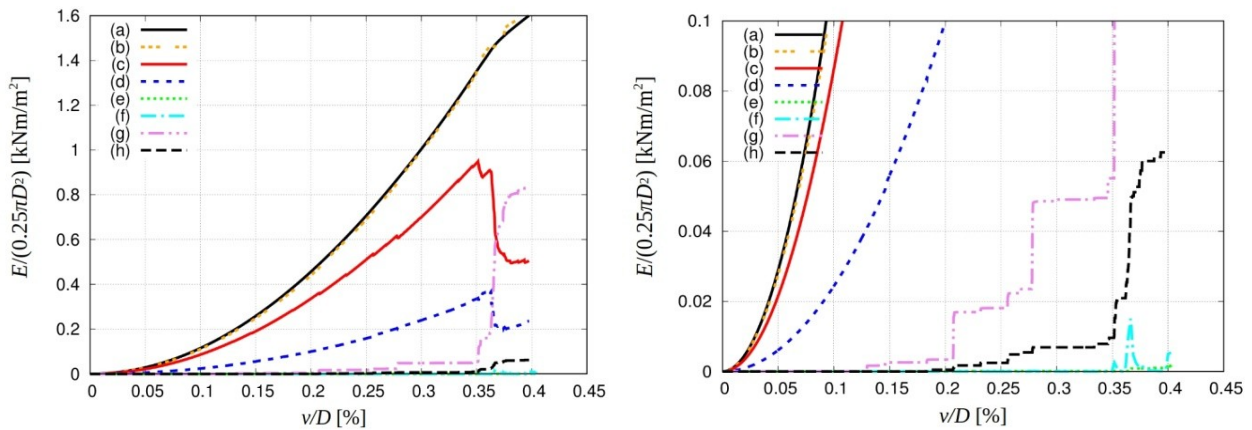 1.6
1.4
1.2
1
0.8
0.6
0.4
0.2
0
E/(0.25πD²) [kNm/m²]
(a)
(b)
(c)
(d)
(e)
(f)
(g)
(h)
0 0.05 0.1 0.15 0.2 0.25 0.3 0.35 0.4 0.45
v/D [%]
0.1
0.08
0.06
0.04
0.02
0
E/(0.25πD²) [kNm/m²]
(a)
(b)
(c)
(d)
(e)
(f)
(g)
(h)
0 0.05 0.1 0.15 0.2 0.25 0.3 0.35 0.4 0.45
v/D [%]